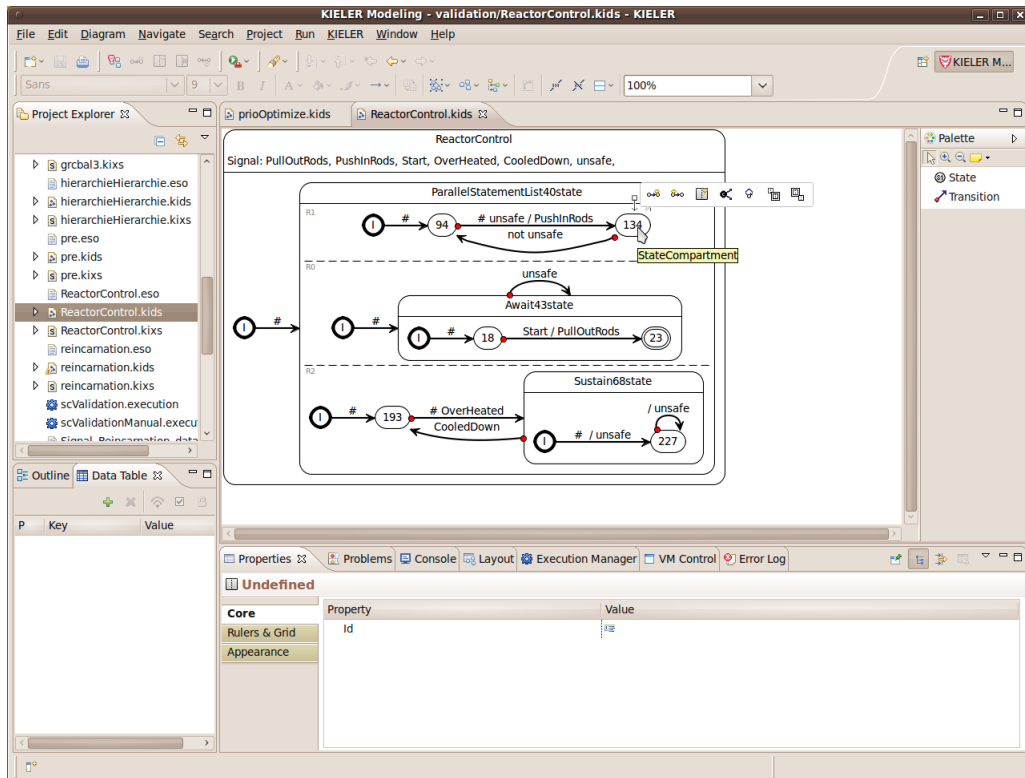 KIELER Modeling - validation/ReactorControl.kids - KIELER
File Edit Diagram Navigate Search Project Run KIELER Window Help
KIELER M...
Sans 9 B I A 100%
Project Explorer
prioOptimize.kids ReactorControl.kids
Palette
State
Transition
grcbal3.kixs
hierarchieHierarchie.eso
hierarchieHierarchie.kids
hierarchieHierarchie.kixs
pre.eso
pre.kids
pre.kixs
ReactorControl.eso
ReactorControl.kids
ReactorControl.kixs
reincarnation.eso
reincarnation.kids
reincarnation.kixs
scValidation.execution
scValidationManual.execu
Signal Reincarnation data
ReactorControl
Signal: PullOutRods, PushInRods, Start, OverHeated, CooledDown, unsafe,
ParallelStatementList40state
R1
I # 94 # unsafe / PushInRods 134
not unsafe
StateCompartment
R0
unsafe
Await43state
I # I # I # 18 Start / PullOutRods 23
R2
Sustain68state
I # 193 # OverHeated
CooledDown
/ unsafe
I # / unsafe 227
Outline Data Table
P Key Value
Properties Problems Console Layout Execution Manager VM Control Error Log
Undefined
Core
Rulers & Grid
Appearance
Property Value
Id